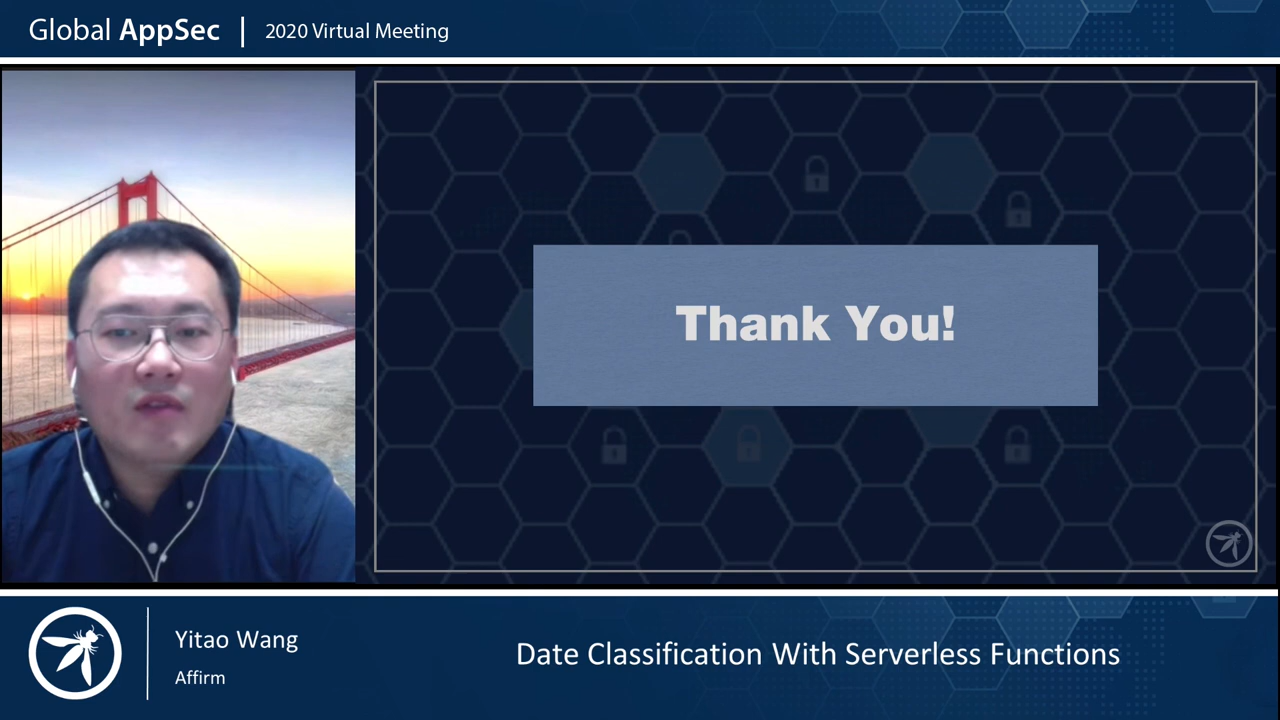 Global AppSec | 2020 Virtual Meeting
Thank You!
Yitao Wang
Affirm
Date Classification With Serverless Functions